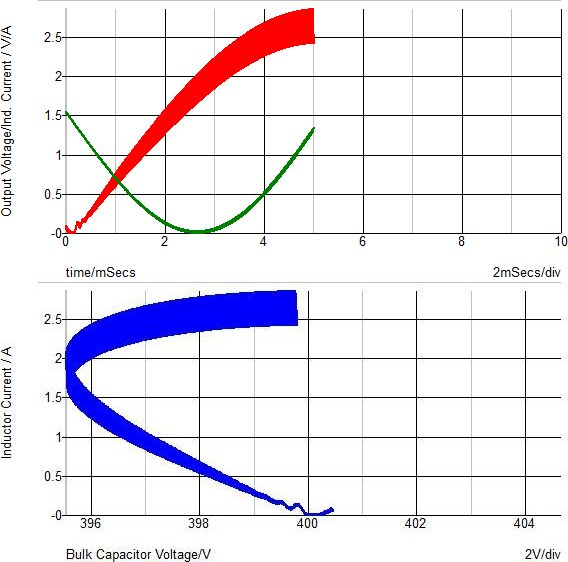 Output Voltage/Ind. Current / V/A
2.5
2
1.5
1
0.5
-0
0 2 4 6 8 10
time/mSecs 2mSecs/div
Inductor Current / A
2.5
2
1.5
1
0.5
-0
396 398 400 402 404
Bulk Capacitor Voltage/V 2V/div